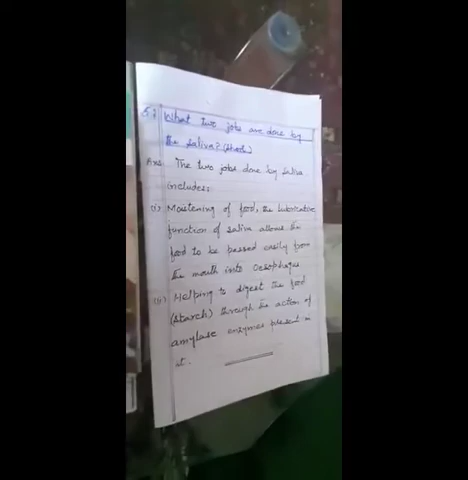 5: What two jobs are done by
the saliva? (short)
Ans The two jobs done by saliva
includes:
(i) Moistening of food, the lubricative
function of saliva allows the
food to be passed easily from
the mouth into oesophagus
(ii) Helping to digest the food
(starch) through the action of
amylase enzymes present in
it.